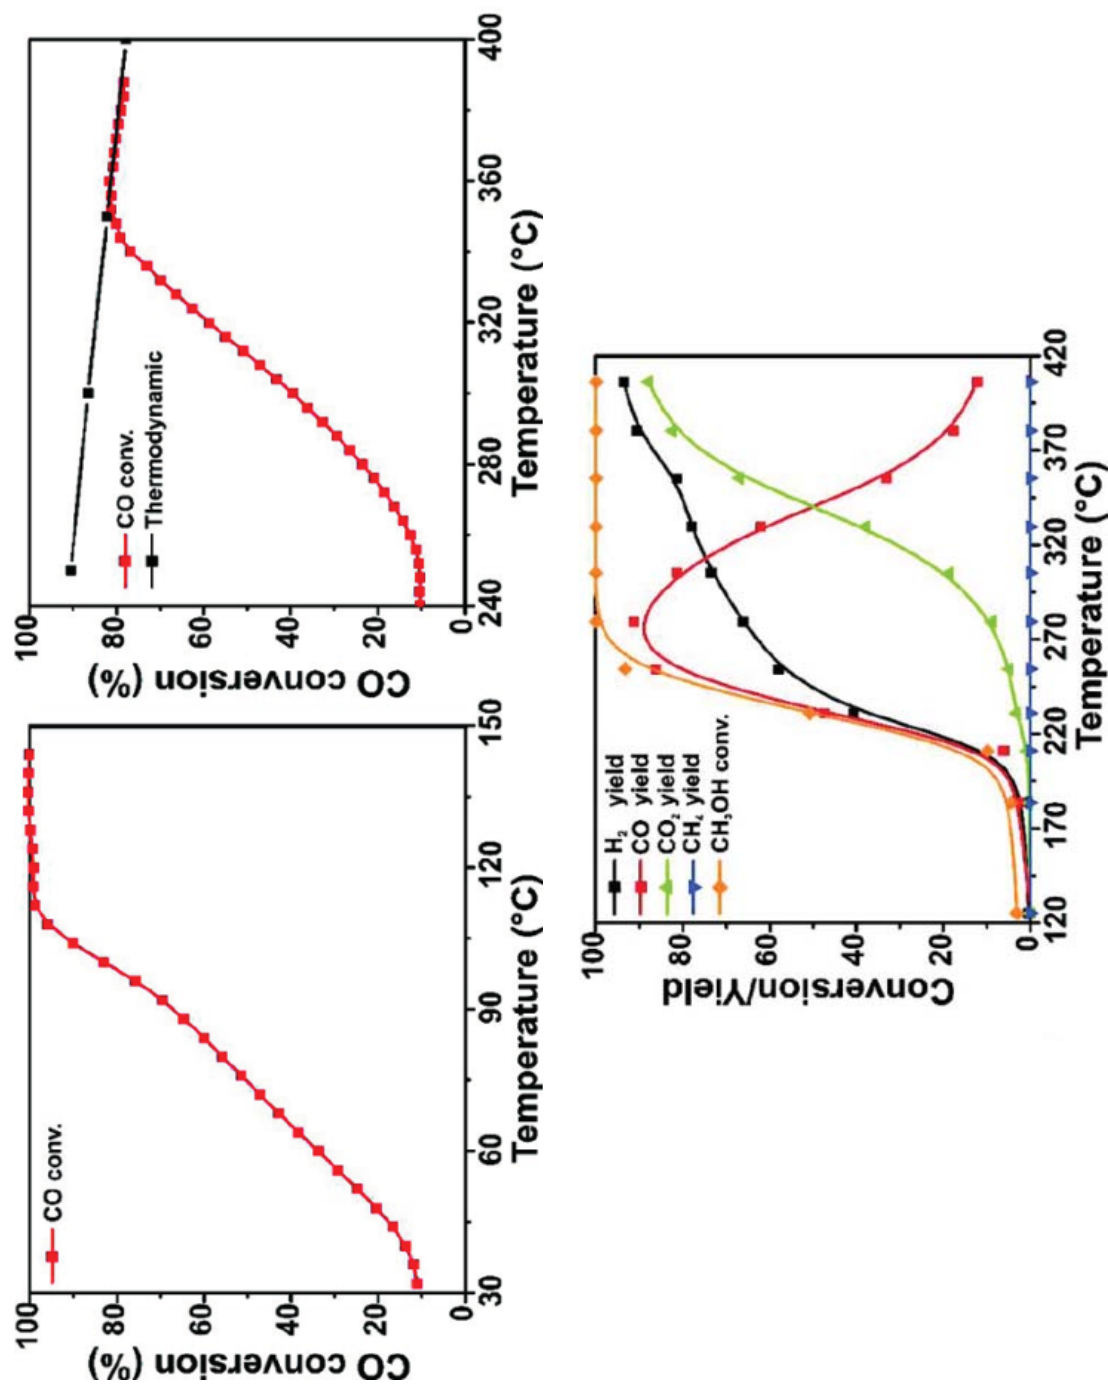 CO conversion (%)
100
80
60
40
20
0
30
60
90
120
150
Temperature (°C)
CO conv.
CO conversion (%)
100
80
60
40
20
0
240
280
320
360
400
Temperature (°C)
CO conv.
Thermodynamic
Conversion/Yield
100
80
60
40
20
0
120
170
220
270
320
370
420
Temperature (°C)
H₂ yield
CO yield
CO₂ yield
CH₄ yield
CH₃OH conv.